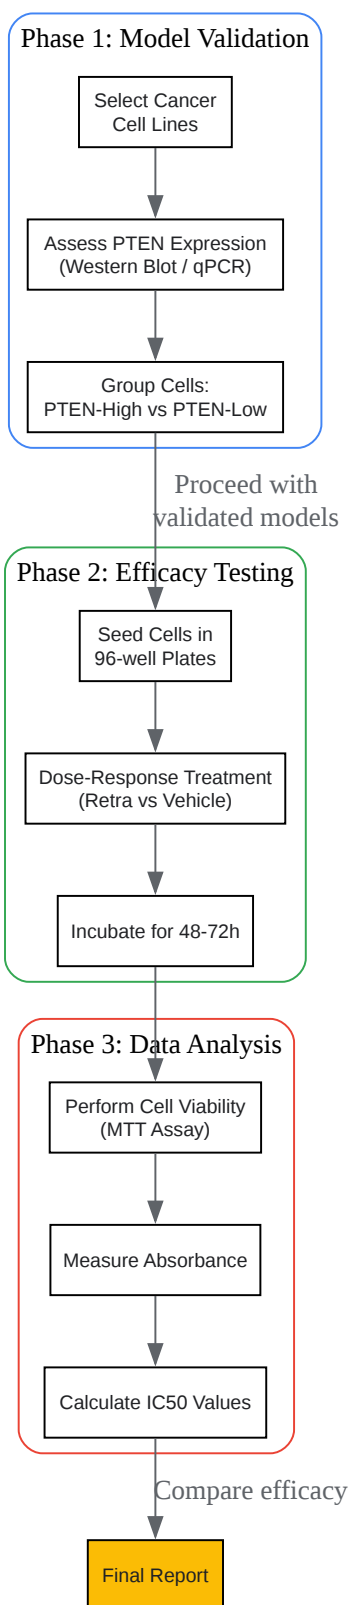 Phase 1: Model Validation
Select Cancer
Cell Lines
Assess PTEN Expression
(Western Blot / qPCR)
Group Cells:
PTEN-High vs PTEN-Low
Proceed with
validated models
Phase 2: Efficacy Testing
Seed Cells in
96-well Plates
Dose-Response Treatment
(Retra vs Vehicle)
Incubate for 48-72h
Phase 3: Data Analysis
Perform Cell Viability
(MTT Assay)
Measure Absorbance
Calculate IC50 Values
Compare efficacy
Final Report